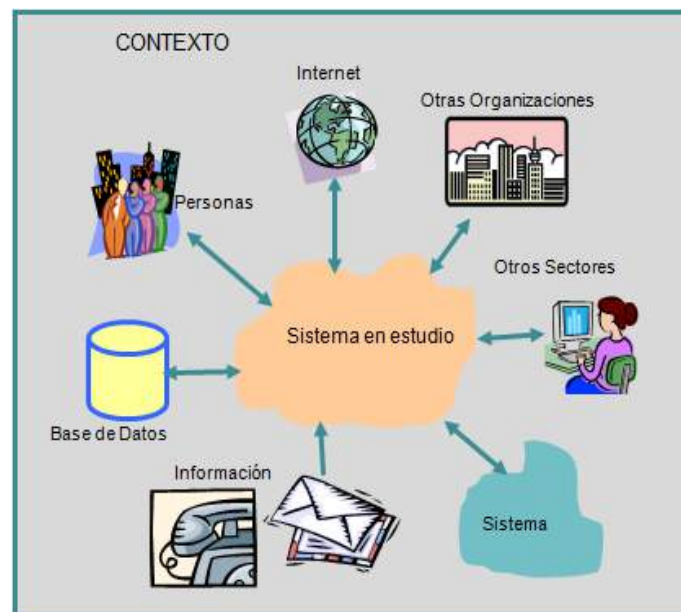 CONTEXTO
Internet
Otras Organizaciones
Personas
Otros Sectores
Sistema en estudio
Base de Datos
Información
Sistema